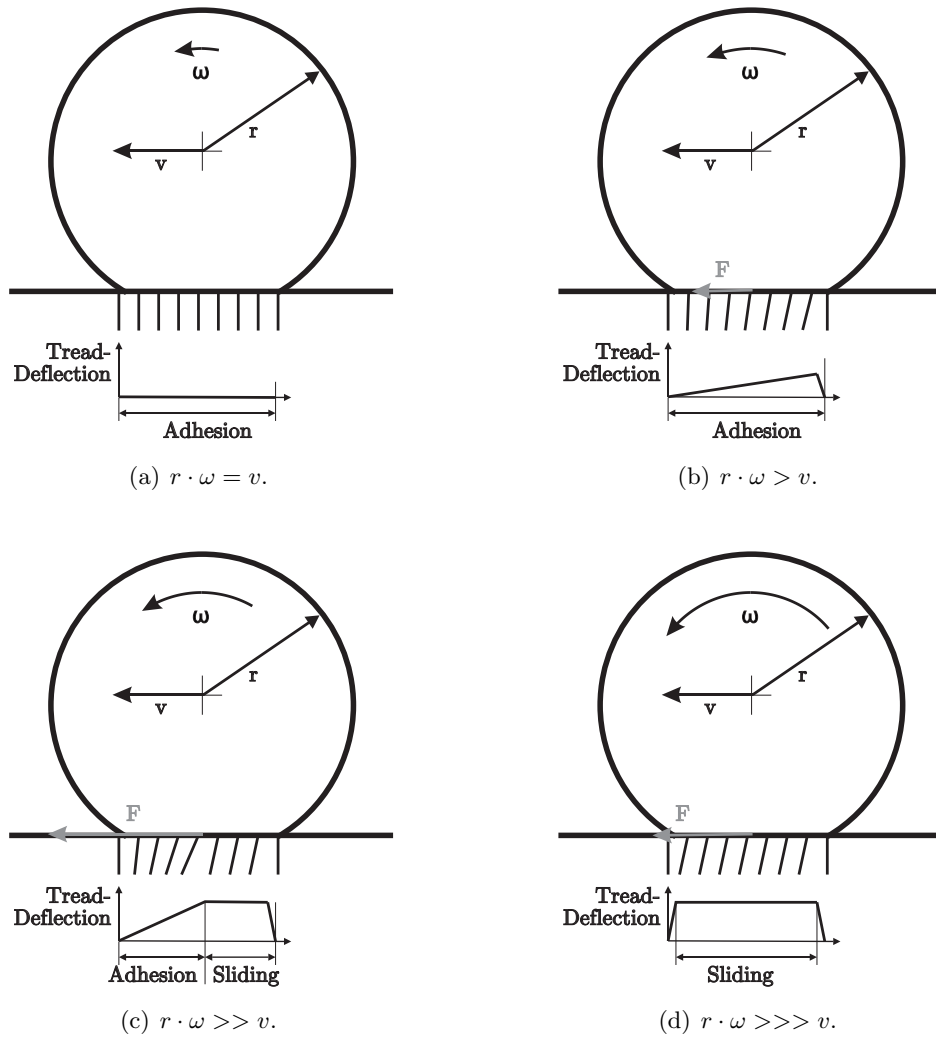 ω
r
v
Tread-
Deflection
Adhesion
(a) r · ω = v.
ω
r
v
F
Tread-
Deflection
Adhesion
(b) r · ω > v.
ω
r
v
F
Tread-
Deflection
Adhesion Sliding
(c) r · ω >> v.
ω
r
v
F
Tread-
Deflection
Sliding
(d) r · ω >>> v.